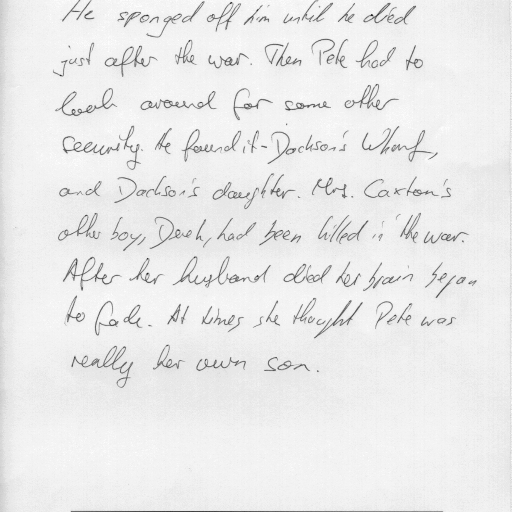 He sponged off him until he died
just after the war. Then Pete had to
look around for some other
security. He found it - Dackson's Wharf,
and Dackson's daughter. Mrs. Caxton's
other boy, Derek, had been killed in the war.
After her husband died her brain began
to fade. At times she thought Pete was
really her own son.